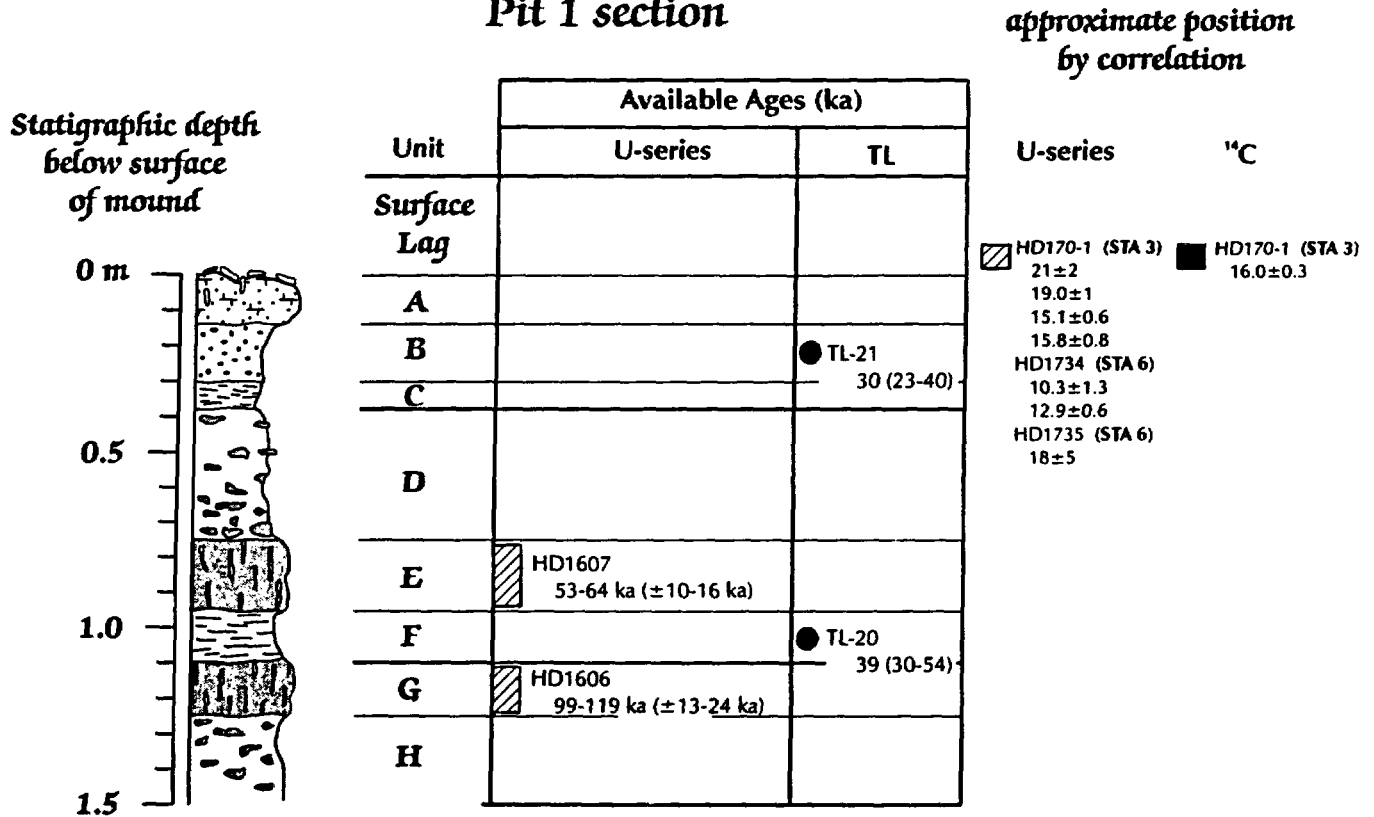 Pit 1 section
approximate position
by correlation
Statigraphic depth
below surface
of mound
Available Ages (ka)
Unit
U-series
TL
U-series
¹⁴C
Surface
Lag
HD170-1 (STA 3)
21±2
19.0±1
15.1±0.6
15.8±0.8
HD1734 (STA 6)
10.3±1.3
12.9±0.6
HD1735 (STA 6)
18±5
HD170-1 (STA 3)
16.0±0.3
0 m
0.5
1.0
1.5
A
B
TL-21
30 (23-40)
C
D
E
HD1607
53-64 ka (±10-16 ka)
F
TL-20
39 (30-54)
G
HD1606
99-119 ka (±13-24 ka)
H